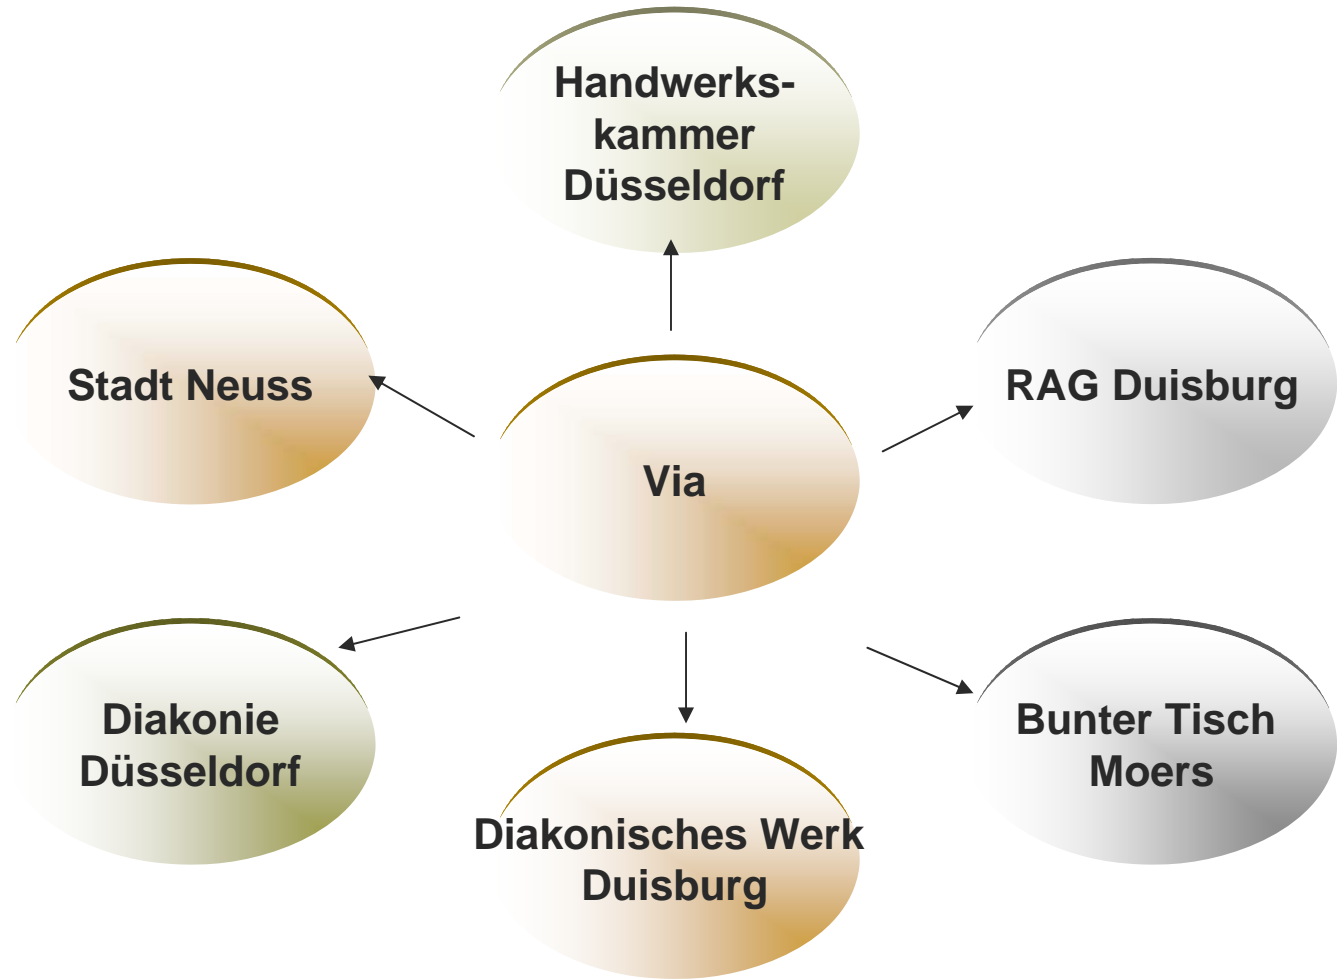 Handwerks-
kammer
Düsseldorf
Stadt Neuss
RAG Duisburg
Via
Diakonie
Düsseldorf
Bunter Tisch
Moers
Diakonisches Werk
Duisburg